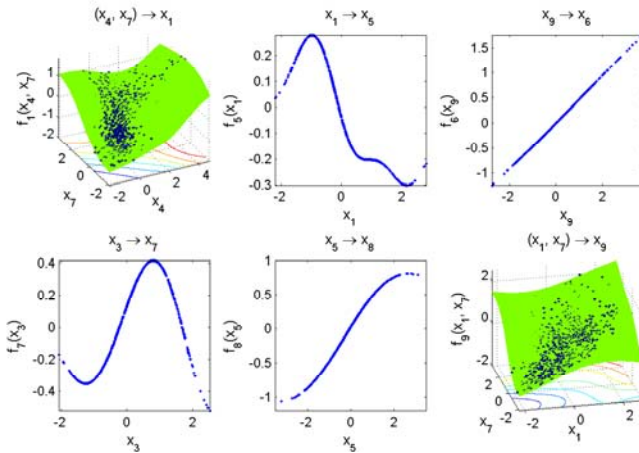 (x4, x7) → x1
x1 → x5
x9 → x6
f1(x4, x7)
1
0
-1
-2
2
0
-2
x7
-2
0
2
4
x4
f5(x1)
0.2
0.1
0
-0.1
-0.2
-0.3
-2
0
2
x1
f6(x9)
1.5
1
0.5
0
-0.5
-1
-2
0
2
x9
x3 → x7
x5 → x8
(x1, x7) → x9
f7(x3)
0.4
0.2
0
-0.2
-0.4
-2
0
2
x3
f8(x5)
1
0.5
0
-0.5
-1
-2
0
2
x5
f9(x1, x7)
2
0
-2
2
0
-2
x7
-2
0
2
x1